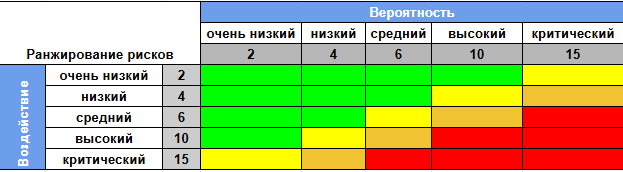 Вероятность
очень низкий низкий средний высокий критический
Ранжирование рисков 2 4 6 10 15
Воздействие
очень низкий 2
низкий 4
средний 6
высокий 10
критический 15